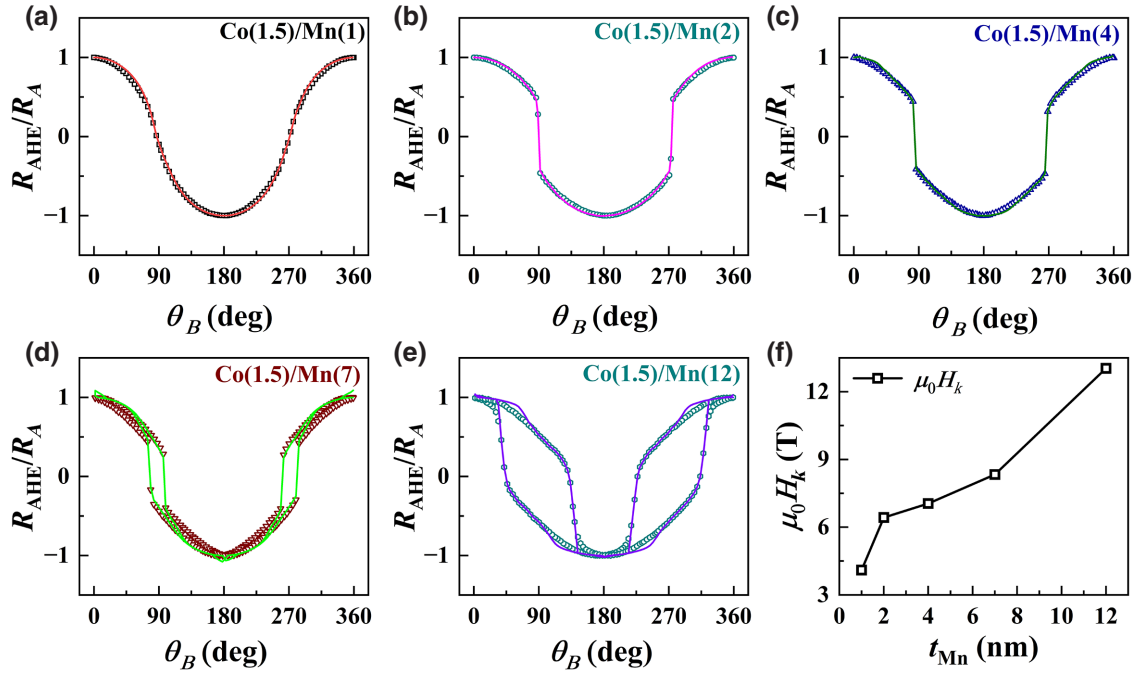 (a)
Co(1.5)/Mn(1)
R_AHE/R_A
1
0
−1
0 90 180 270 360
θ_B (deg)
(b)
Co(1.5)/Mn(2)
R_AHE/R_A
1
0
−1
0 90 180 270 360
θ_B (deg)
(c)
Co(1.5)/Mn(4)
R_AHE/R_A
1
0
−1
0 90 180 270 360
θ_B (deg)
(d)
Co(1.5)/Mn(7)
R_AHE/R_A
1
0
−1
0 90 180 270 360
θ_B (deg)
(e)
Co(1.5)/Mn(12)
R_AHE/R_A
1
0
−1
0 90 180 270 360
θ_B (deg)
(f)
μ₀H_k
μ₀H_k (T)
12
9
6
3
0 2 4 6 8 10 12
t_Mn (nm)